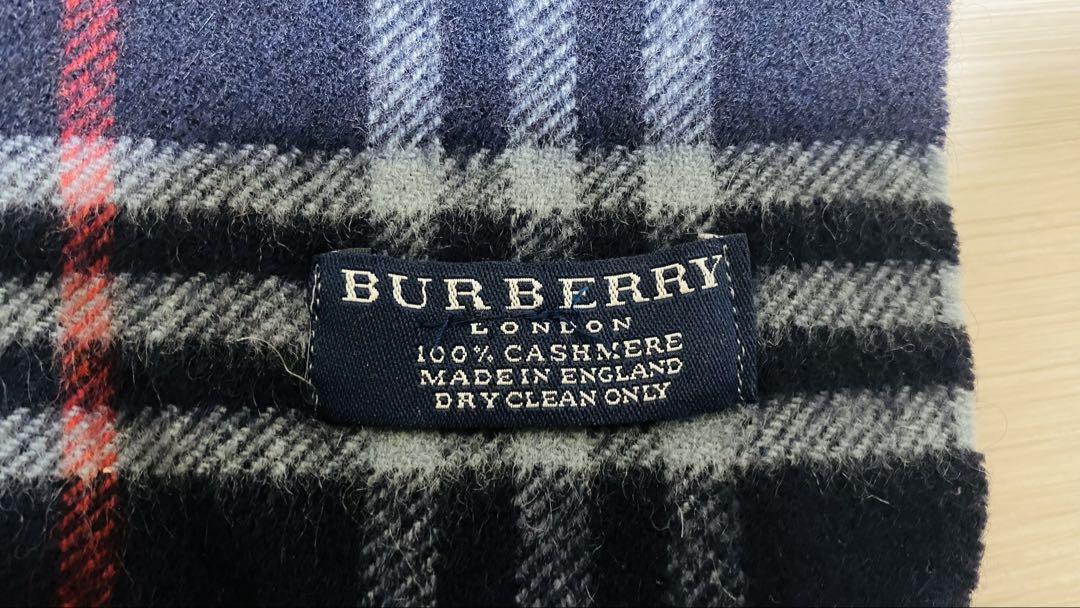 BURBERRY
LONDON
100% CASHMERE
MADE IN ENGLAND
DRY CLEAN ONLY